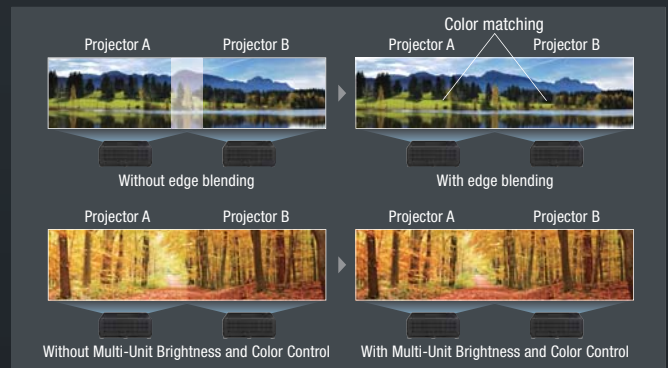 Color matching
Projector A Projector B Projector A Projector B
Without edge blending With edge blending
Projector A Projector B Projector A Projector B
Without Multi-Unit Brightness and Color Control With Multi-Unit Brightness and Color Control